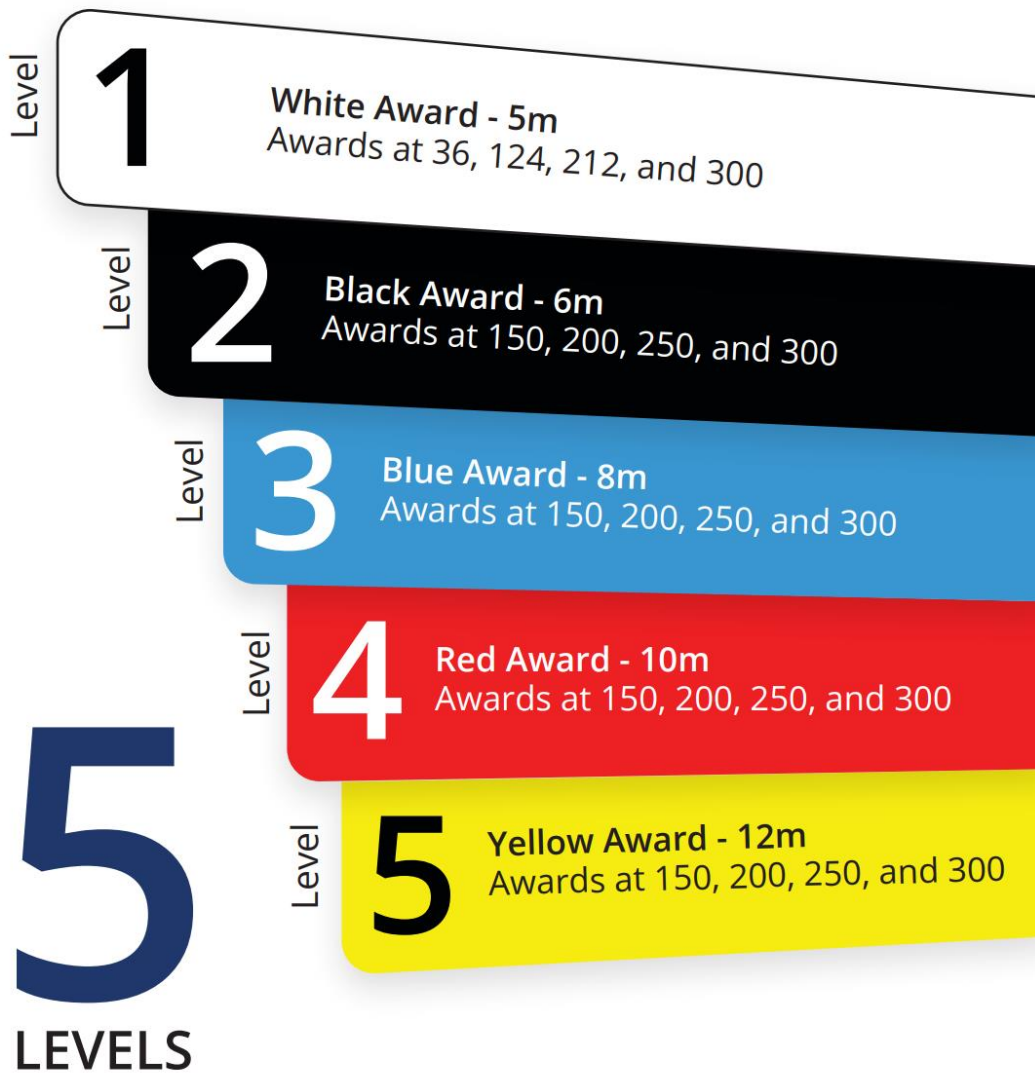 Level
1
White Award - 5m
Awards at 36, 124, 212, and 300
Level
2
Black Award - 6m
Awards at 150, 200, 250, and 300
Level
3
Blue Award - 8m
Awards at 150, 200, 250, and 300
Level
4
Red Award - 10m
Awards at 150, 200, 250, and 300
Level
5
Yellow Award - 12m
Awards at 150, 200, 250, and 300
5
LEVELS